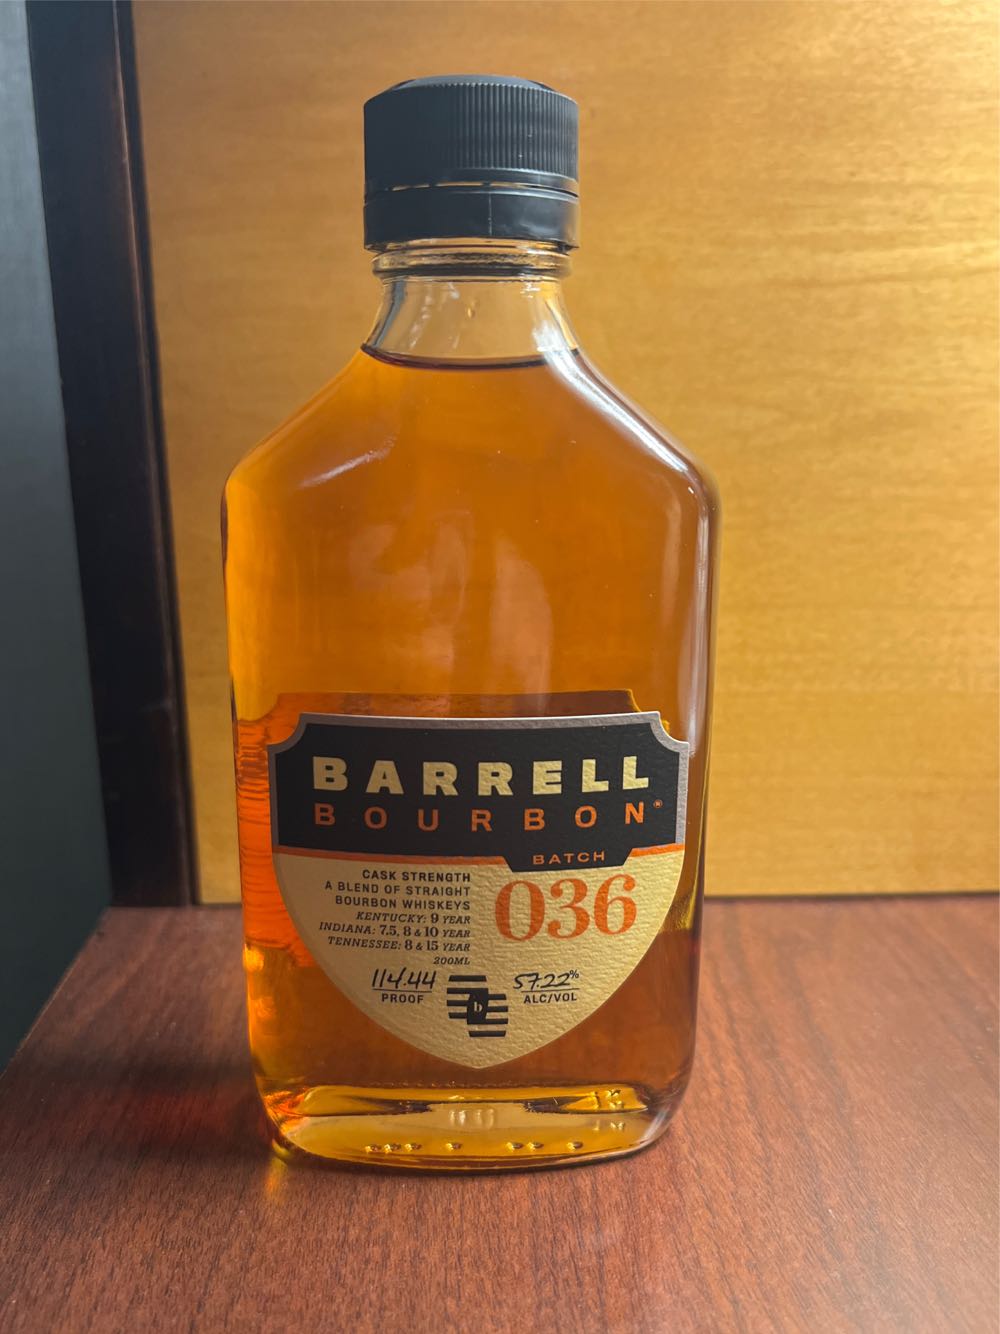 BARRELL
BOURBON®
BATCH
036
CASK STRENGTH
A BLEND OF STRAIGHT
BOURBON WHISKEYS
KENTUCKY: 9 YEAR
INDIANA: 7.5, 8 & 10 YEAR
TENNESSEE: 8 & 15 YEAR
200ML
114.44
PROOF
b
57.22%
ALC/VOL